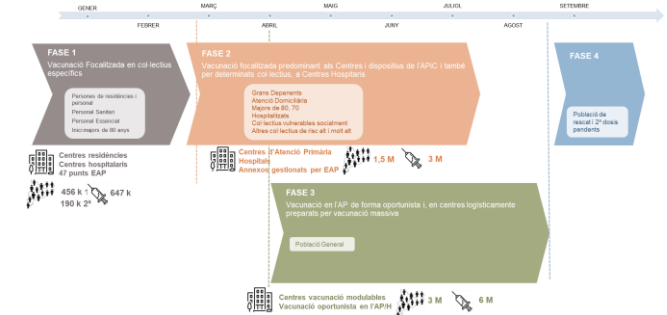 GENER
MARÇ
MAIG
JULIOL
SETEMBRE
FEBRER
ABRIL
JUNY
AGOST
FASE 1
Vacunació Focalitzada en col·lectius
específics
Persones de residències i
personal
Personal Sanitari
Personal Essencial
Inici majors de 80 anys
Centres residències
Centres hospitalaris
47 punts EAP
456 k 1
190 k 2ª
647 k
FASE 2
Vacunació focalitzada predominant als Centres i dispositius de l'APIC i també
per determinats col·lectius, a Centres Hospitaris
Grans Depenents
Atenció Domiciliària
Majors de 80, 70
Hospitalitzats
Col·lectius vulnerables socialment
Altres col·lectius de risc alt i molt alt
Centres d'Atenció Primària
Hospitals
Annexos gestionats per EAP
1,5 M
3 M
FASE 3
Vacunació en l'AP de forma oportunista i, en centres logísticament
preparats per vacunació massiva
Població General
Centres vacunació modulables
Vacunació oportunista en l'AP/H
3 M
6 M
FASE 4
Població de
rescat i 2ª dosis
pendents